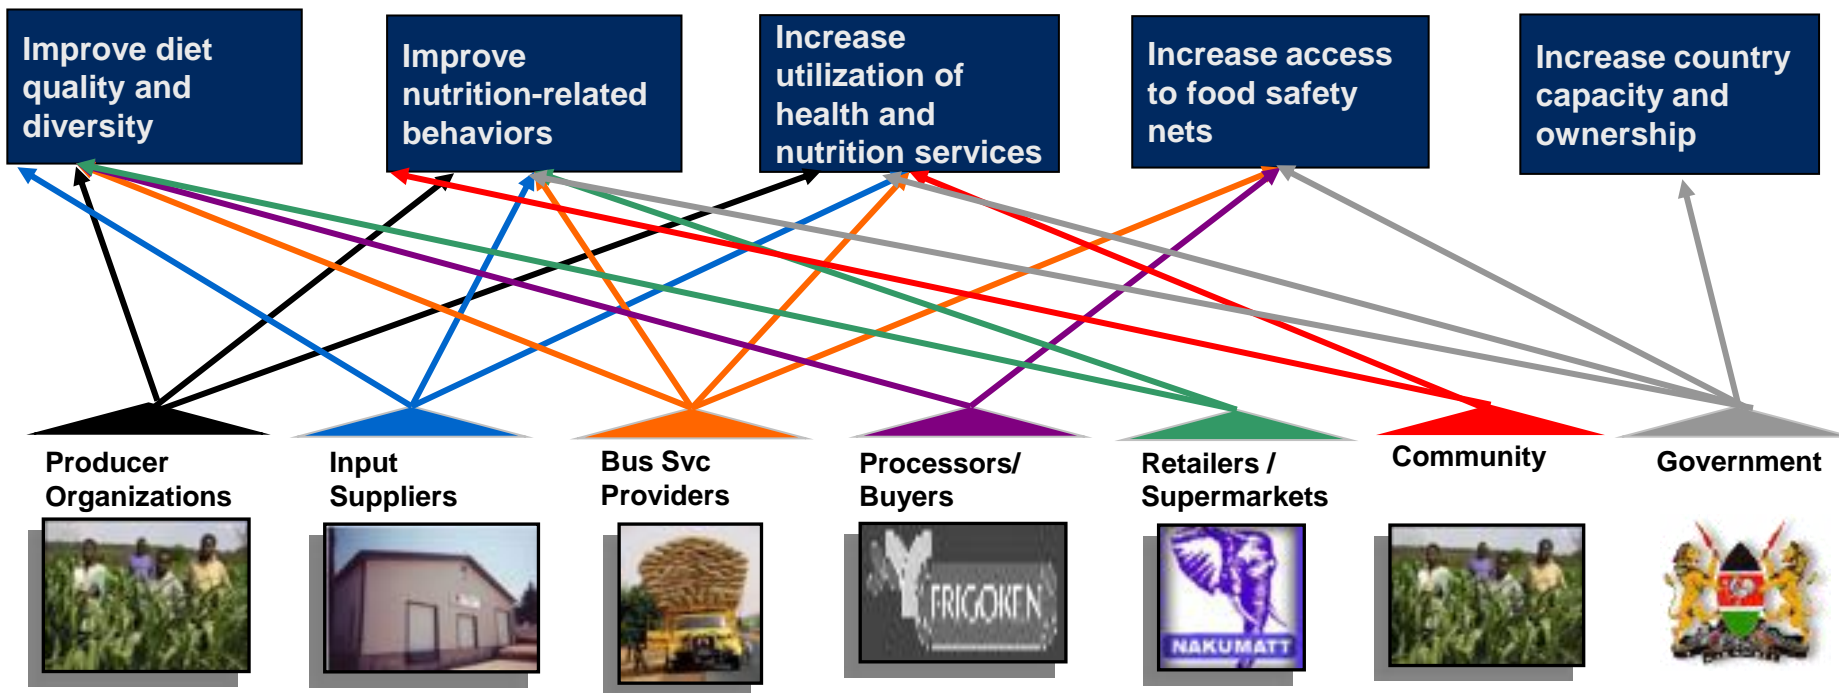 Improve diet
quality and
diversity
Improve
nutrition-related
behaviors
Increase
utilization of
health and
nutrition services
Increase access
to food safety
nets
Increase country
capacity and
ownership
Producer
Organizations
Input
Suppliers
Bus Svc
Providers
Processors/
Buyers
Retailers /
Supermarkets
Community
Government
FRIGOKEN
NAKUMATT